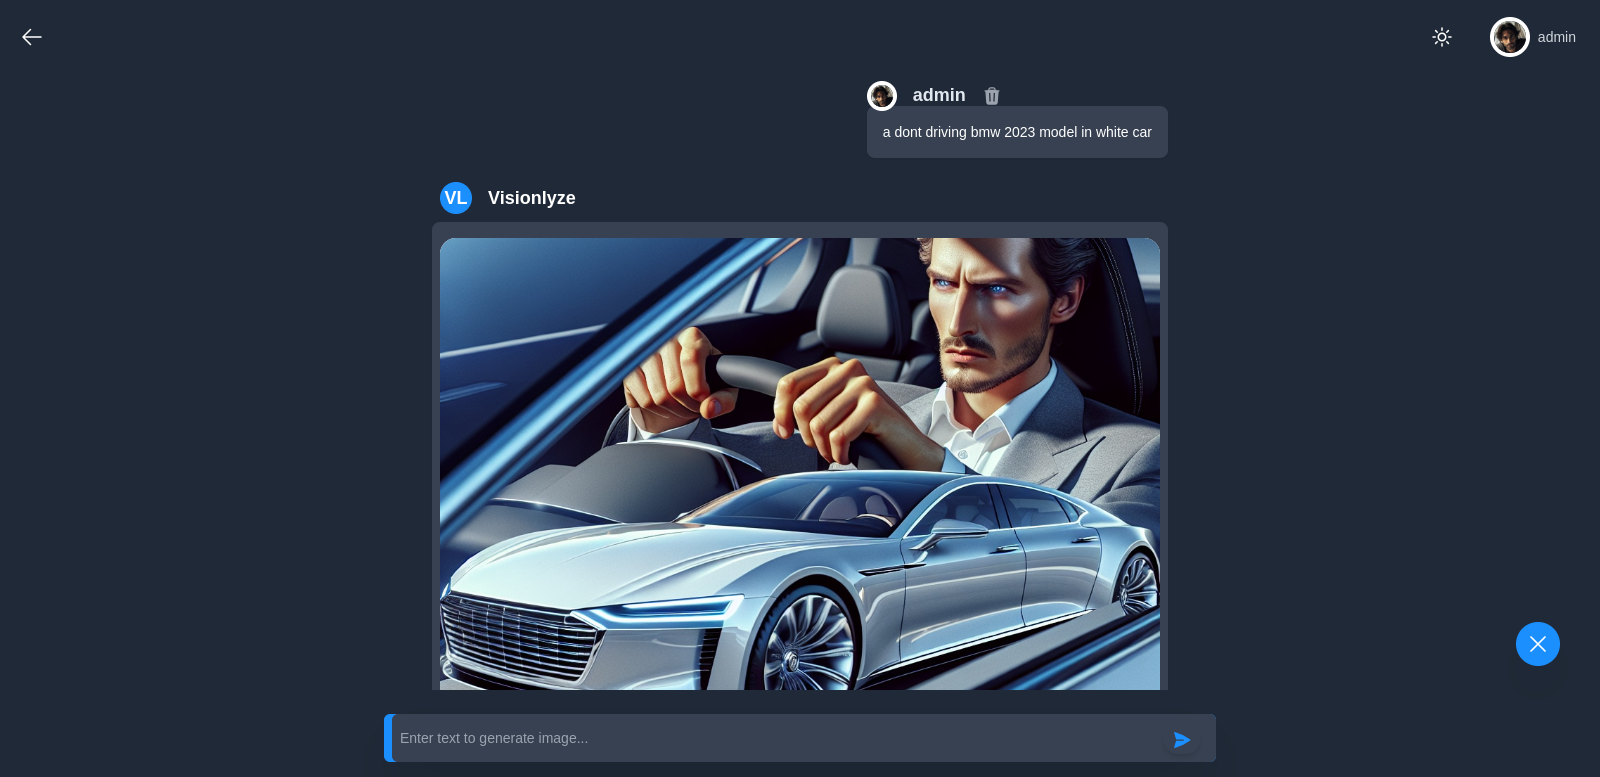 admin
admin
a dont driving bmw 2023 model in white car
VL Visionlyze
Enter text to generate image...